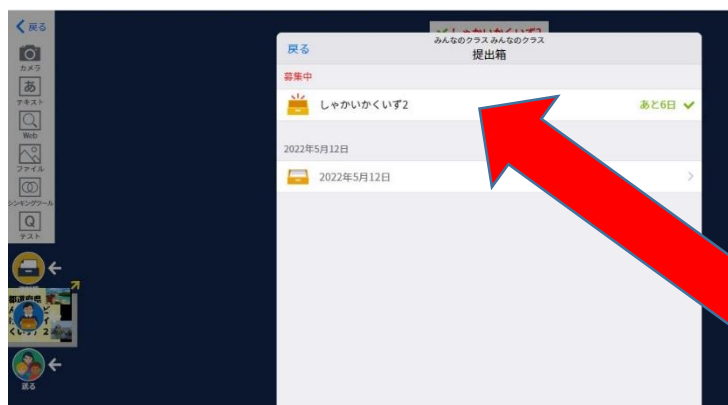 戻る
カメラ
あ
テキスト
Web
ファイル
シンキングツール
Q
テスト
送る
戻る
みんなのクラス みんなのクラス
提出箱
募集中
しゃかいかくいず2
あと6日
2022年5月12日
2022年5月12日